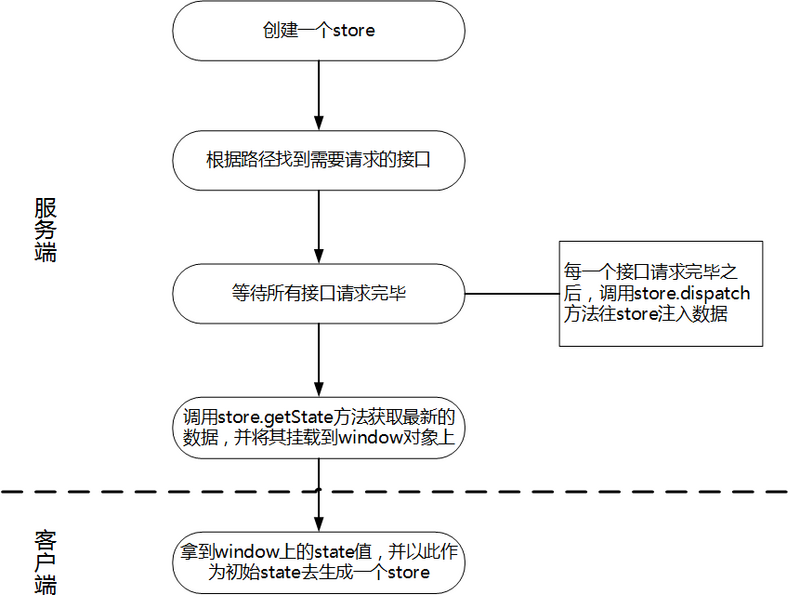 创建一个store
根据路径找到需要请求的接口
服务端
等待所有接口请求完毕
每一个接口请求完毕之
后，调用store.dispatch
方法往store注入数据
调用store.getState方法获取最新的
数据，并将其挂载到window对象上
客户端
拿到window上的state值，并以此作
为初始state去生成一个store